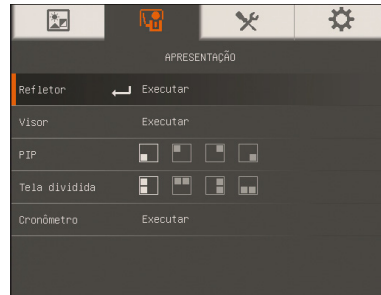 APRESENTAÇÃO
Refletor Executar
Visor Executar
PIP
Tela dividida
Cronômetro Executar